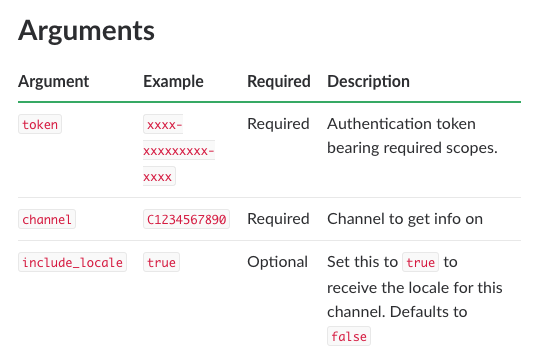 Arguments
Argument Example Required Description
token xxxx- Required Authentication token
xxxxxxxxx- bearing required scopes.
xxxx
channel C1234567890 Required Channel to get info on
include_locale true Optional Set this to true to
receive the locale for this
channel. Defaults to
false